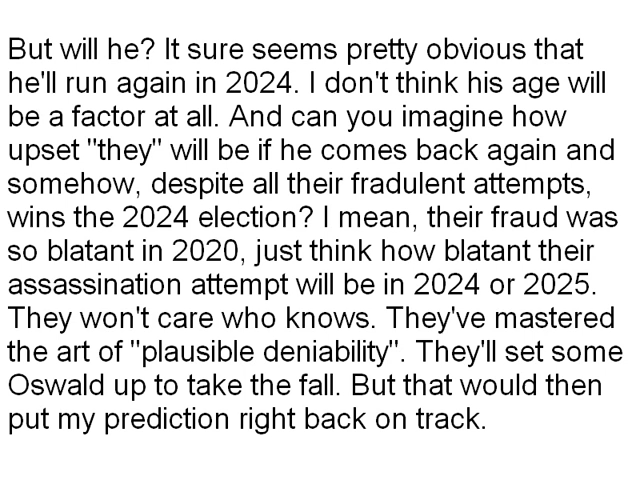 But will he? It sure seems pretty obvious that
he'll run again in 2024. I don't think his age will
be a factor at all. And can you imagine how
upset "they" will be if he comes back again and
somehow, despite all their fradulent attempts,
wins the 2024 election? I mean, their fraud was
so blatant in 2020, just think how blatant their
assassination attempt will be in 2024 or 2025.
They won't care who knows. They've mastered
the art of "plausible deniability". They'll set some
Oswald up to take the fall. But that would then
put my prediction right back on track.